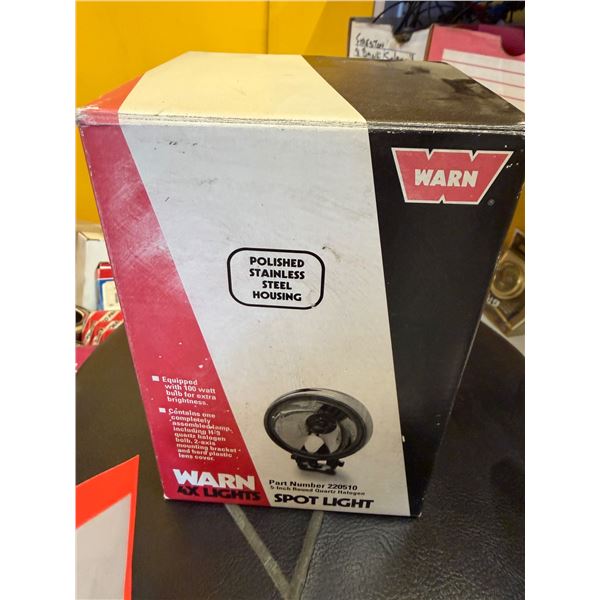 WARN
®
POLISHED
STAINLESS
STEEL
HOUSING
Equipped
with 100 watt
bulb for extra
brightness.
Contains one
completely
assembled lamp,
including H/3
quartz halogen
bulb, 2-axis
mounting bracket
and hard plastic
lens cover.
WARN
4X LIGHTS
Part Number 220510
5-Inch Round Quartz Halogen
SPOT LIGHT